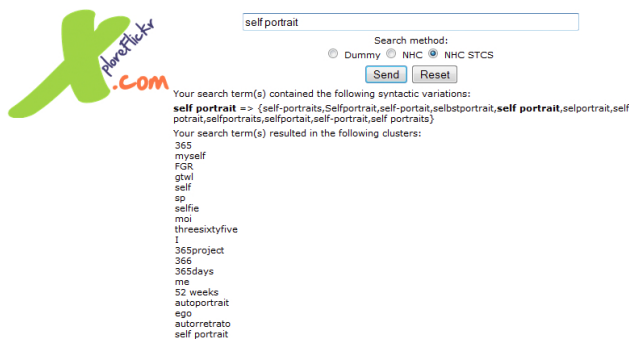 XploreFlickr
.Com
self portrait
Search method:
Dummy NHC NHC STCS
Send Reset
Your search term(s) contained the following syntactic variations:
self portrait => {self-portraits,Selfportrait,self-portait,selbstportrait,self portrait,selportrait,self
potrait,selfportraits,selfportait,self-portrait,self portraits}
Your search term(s) resulted in the following clusters:
365
myself
FGR
gtwl
self
sp
selfie
moi
threesixtyfive
I
365project
366
365days
me
52 weeks
autoportrait
ego
autorretrato
self portrait